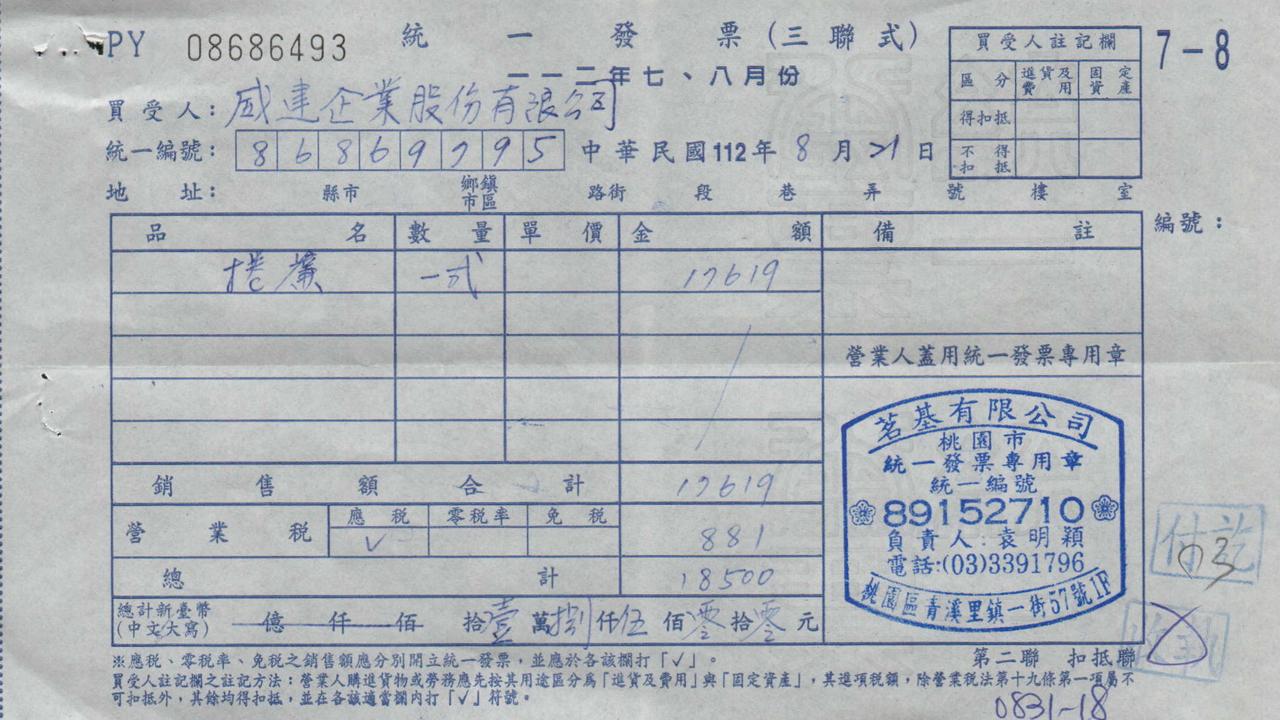 PY 08686493 統一發票(三聯式)
一一二年七、八月份
7-8
買受人註記欄
區分 進貨及費用 固定資產
得扣抵
不得扣抵
買受人: 威建企業股份有限公司
統一編號: 86869795 中華民國112年8月21日
地址: 縣市 鄉鎮市區 路街 段 巷 弄 號 樓 室
編號:
品名 數量 單價 金額 備註
捲簾 一式 17619
營業人蓋用統一發票專用章
銷售額合計 17619
營業稅 應稅 零稅率 免稅 881
√
總計 18500
總計新臺幣(中文大寫) 億 仟 佰 拾壹萬捌仟伍佰零拾零元
茗基有限公司
桃園市
統一發票專用章
統一編號
89152710
負責人:袁明穎
電話:(03)3391796
桃園區青溪里鎮一街57號1F
付訖
※應稅、零稅率、免稅之銷售額應分別開立統一發票,並應於各該欄打「√」。
第二聯 扣抵聯
買受人註記欄之註記方法:營業人購進貨物或勞務應先按其用途區分為「進貨及費用」與「固定資產」,其進項稅額,除營業稅法第十九條第一項屬不
可扣抵外,其餘均得扣抵,並在各該適當欄內打「√」符號。
0831-18